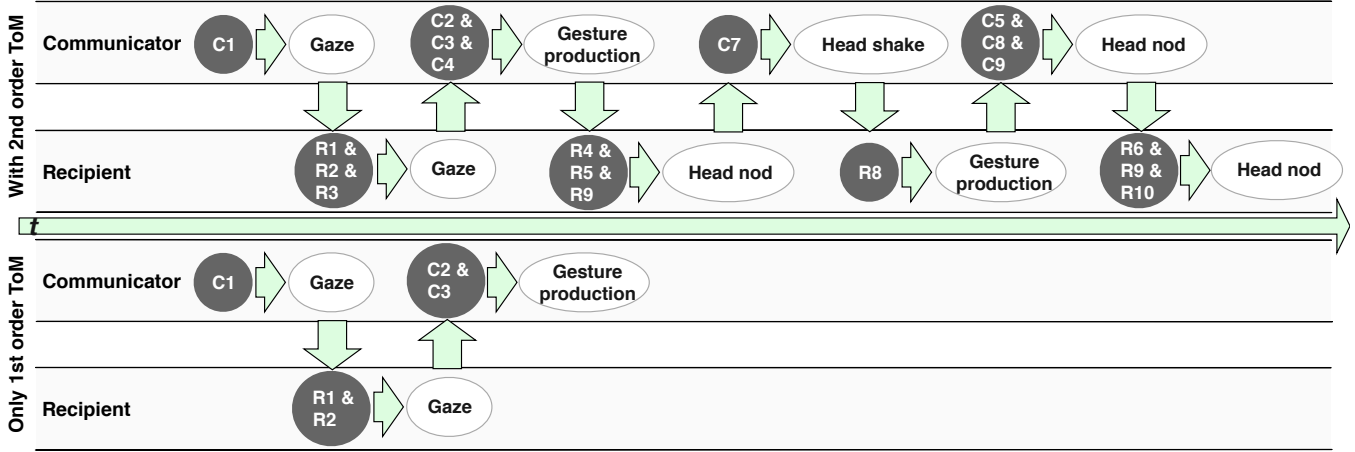 With 2nd order ToM
Communicator
C1
Gaze
C2 &
C3 &
C4
Gesture
production
C7
Head shake
C5 &
C8 &
C9
Head nod
Recipient
R1 &
R2 &
R3
Gaze
R4 &
R5 &
R9
Head nod
R8
Gesture
production
R6 &
R9 &
R10
Head nod
t
Only 1st order ToM
Communicator
C1
Gaze
C2 &
C3
Gesture
production
Recipient
R1 &
R2
Gaze